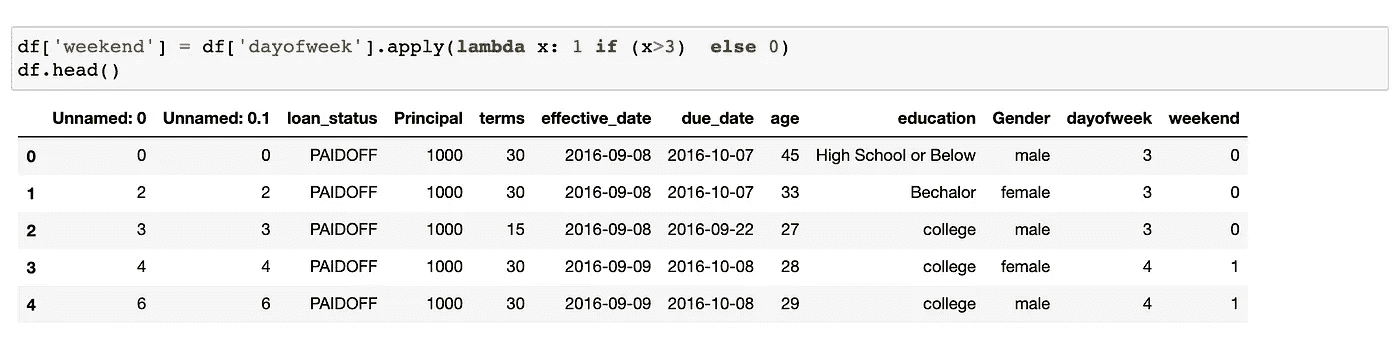 df['weekend'] = df['dayofweek'].apply(lambda x: 1 if (x>3)  else 0)
df.head()
Unnamed: 0 Unnamed: 0.1 loan_status Principal terms effective_date due_date age education Gender dayofweek weekend
0 0 0 PAIDOFF 1000 30 2016-09-08 2016-10-07 45 High School or Below male 3 0
1 2 2 PAIDOFF 1000 30 2016-09-08 2016-10-07 33 Bechalor female 3 0
2 3 3 PAIDOFF 1000 15 2016-09-08 2016-09-22 27 college male 3 0
3 4 4 PAIDOFF 1000 30 2016-09-09 2016-10-08 28 college female 4 1
4 6 6 PAIDOFF 1000 30 2016-09-09 2016-10-08 29 college male 4 1